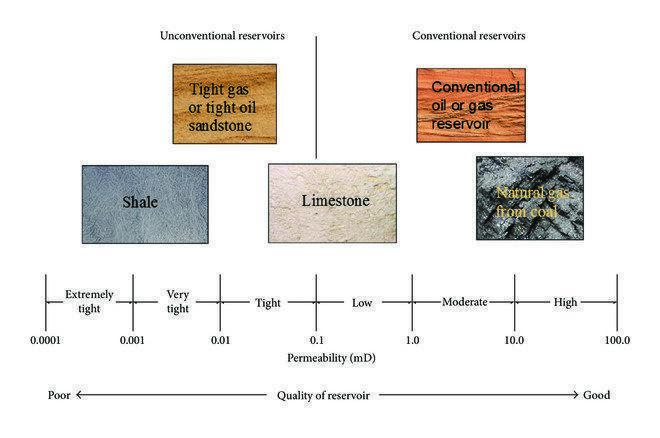 Unconventional reservoirs
Conventional reservoirs
Tight gas
or tight oil
sandstone
Conventional
oil or gas
reservoir
Shale
Limestone
Natural gas
from coal
Extremely
tight
Very
tight
Tight
Low
Moderate
High
0.0001
0.001
0.01
0.1
1.0
10.0
100.0
Permeability (mD)
Poor
Quality of reservoir
Good